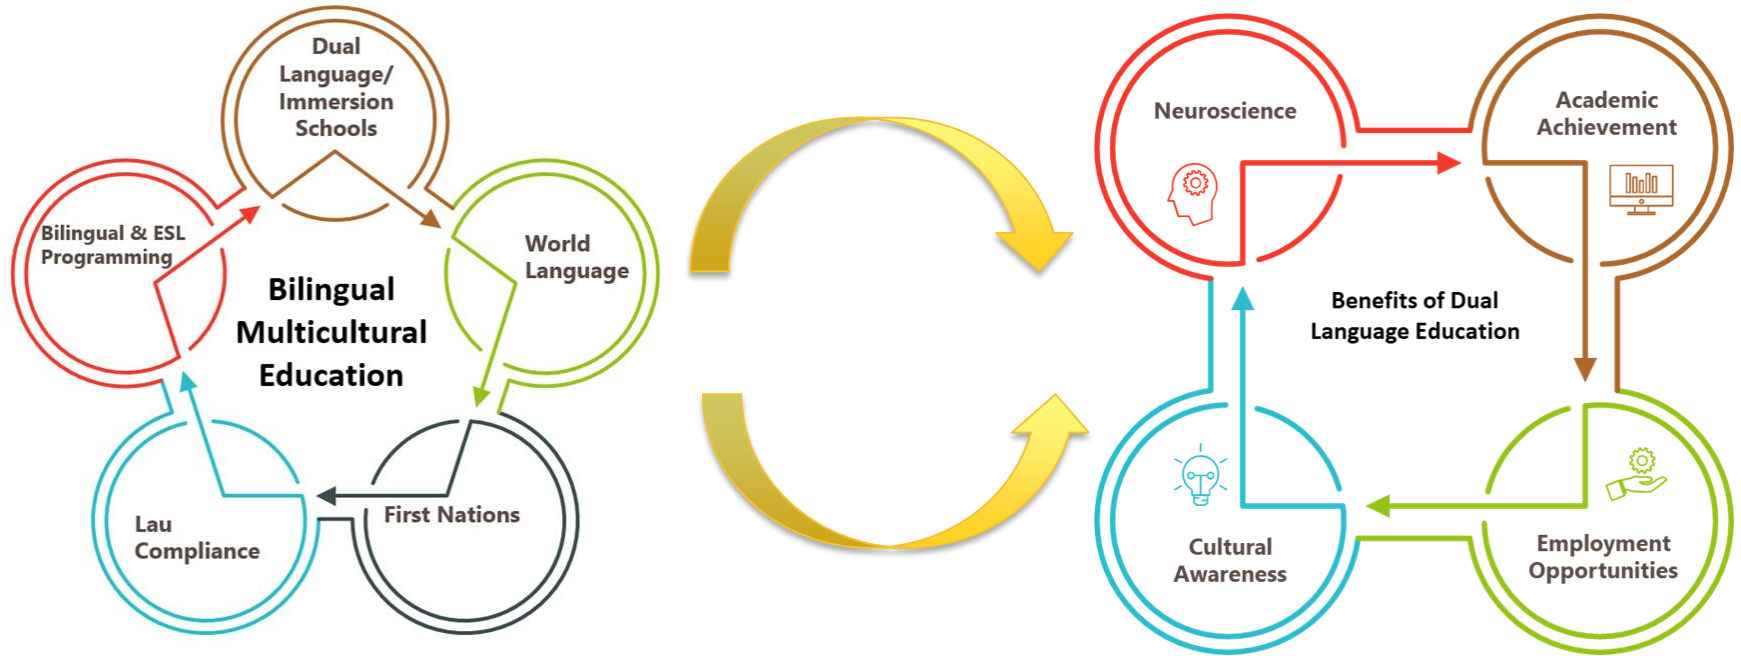 Dual
Language/
Immersion
Schools
Bilingual & ESL
Programming
World
Language
Bilingual
Multicultural
Education
Lau
Compliance
First Nations
Neuroscience
Academic
Achievement
Benefits of Dual
Language Education
Cultural
Awareness
Employment
Opportunities